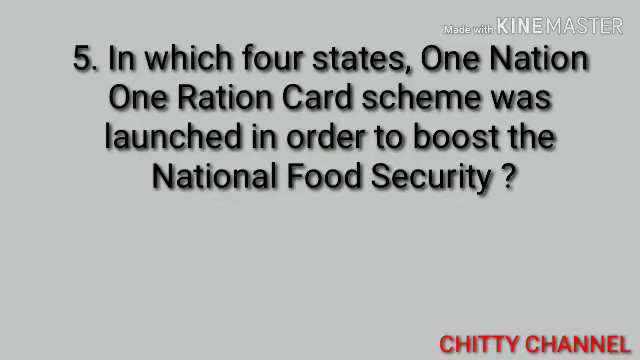 Made with KINEMASTER
5. In which four states, One Nation
One Ration Card scheme was
launched in order to boost the
National Food Security ?
CHITTY CHANNEL